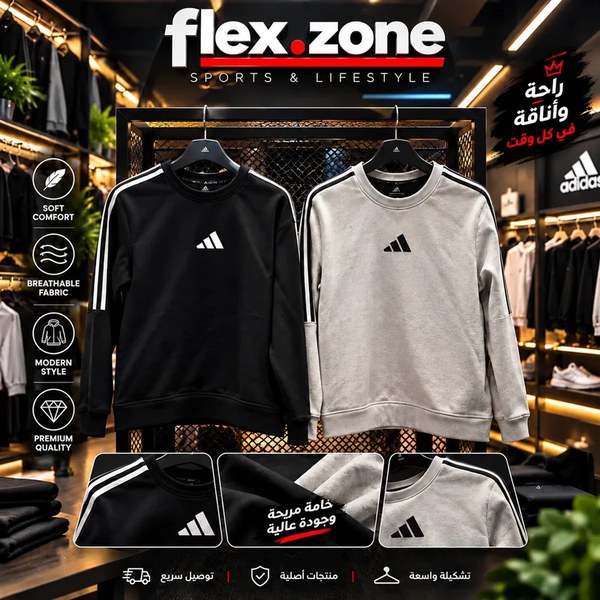 flex.zone
SPORTS & LIFESTYLE
راحة
وأناقة
في كل وقت
adidas
SOFT
COMFORT
BREATHABLE
FABRIC
MODERN
STYLE
PREMIUM
QUALITY
خامة مريحة
وجودة عالية
تشكيلة واسعة
منتجات أصلية
توصيل سريع